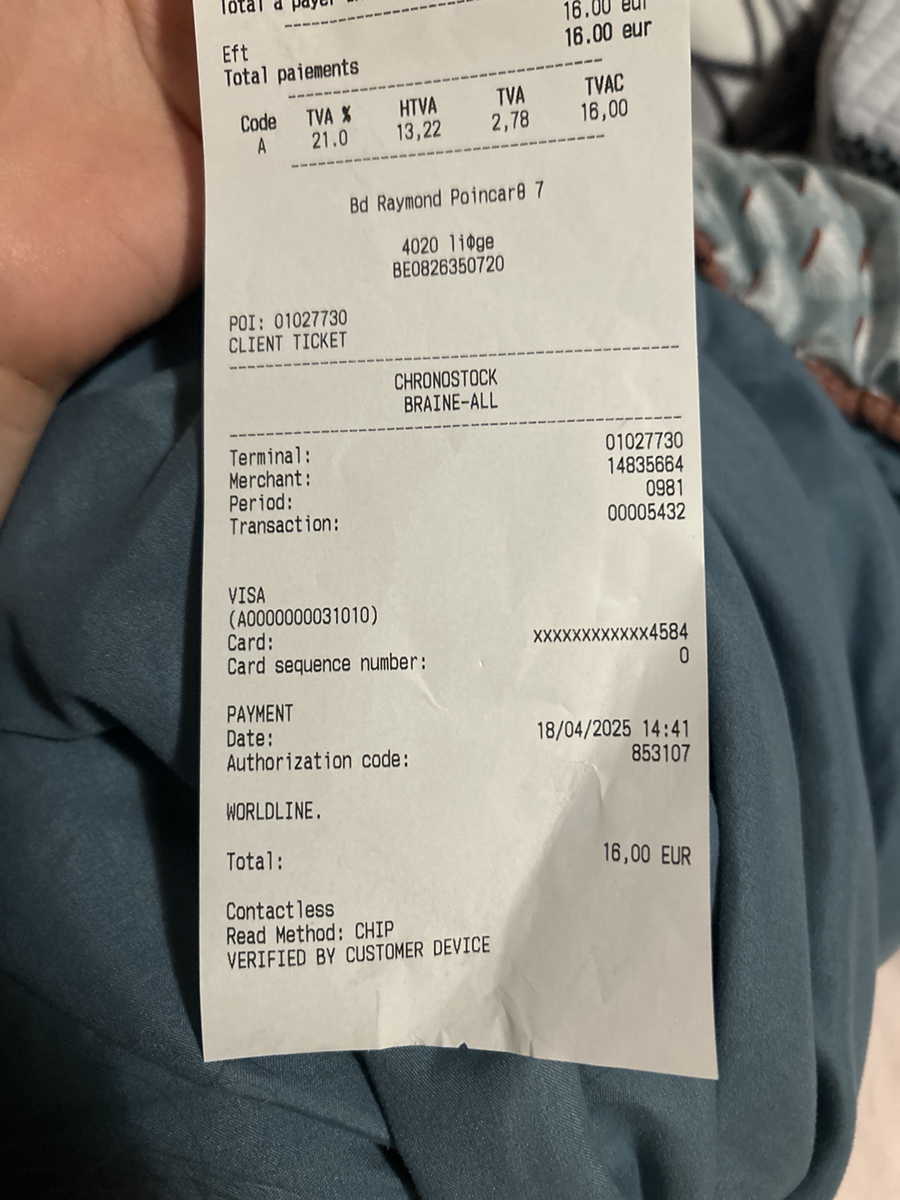 Total a payer
16.00 eur
Eft
16.00 eur
Total paiements
Code TVA % HTVA TVA TVAC
A 21.0 13,22 2,78 16,00
Bd Raymond Poincarθ 7
4020 liΦge
BE0826350720
POI: 01027730
CLIENT TICKET
CHRONOSTOCK
BRAINE-ALL
Terminal: 01027730
Merchant: 14835664
Period: 0981
Transaction: 00005432
VISA
(A0000000031010)
Card: xxxxxxxxxxxx4584
Card sequence number: 0
PAYMENT
Date: 18/04/2025 14:41
Authorization code: 853107
WORLDLINE.
Total: 16,00 EUR
Contactless
Read Method: CHIP
VERIFIED BY CUSTOMER DEVICE